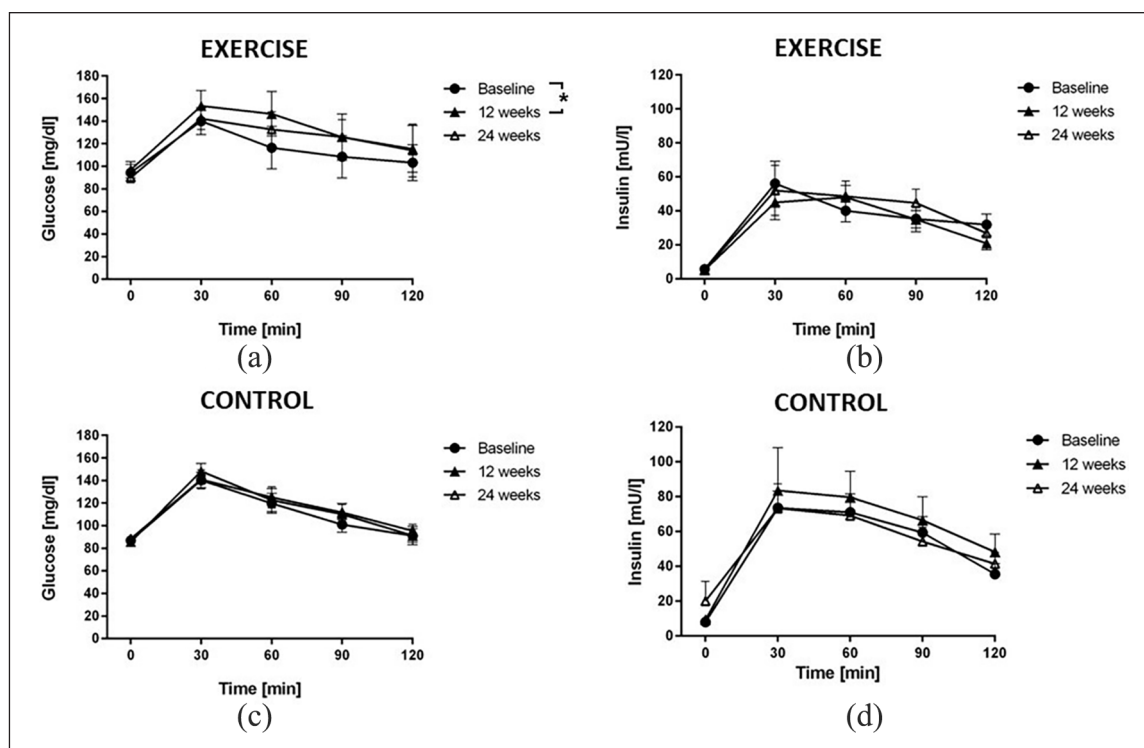 EXERCISE
Glucose [mg/dl]
180
160
140
120
100
80
60
40
20
0
0 30 60 90 120
Time [min]
Baseline
12 weeks
24 weeks
*
(a)
EXERCISE
Insulin [mU/l]
120
100
80
60
40
20
0
0 30 60 90 120
Time [min]
Baseline
12 weeks
24 weeks
(b)
CONTROL
Glucose [mg/dl]
180
160
140
120
100
80
60
40
20
0
0 30 60 90 120
Time [min]
Baseline
12 weeks
24 weeks
(c)
CONTROL
Insulin [mU/l]
120
100
80
60
40
20
0
0 30 60 90 120
Time [min]
Baseline
12 weeks
24 weeks
(d)